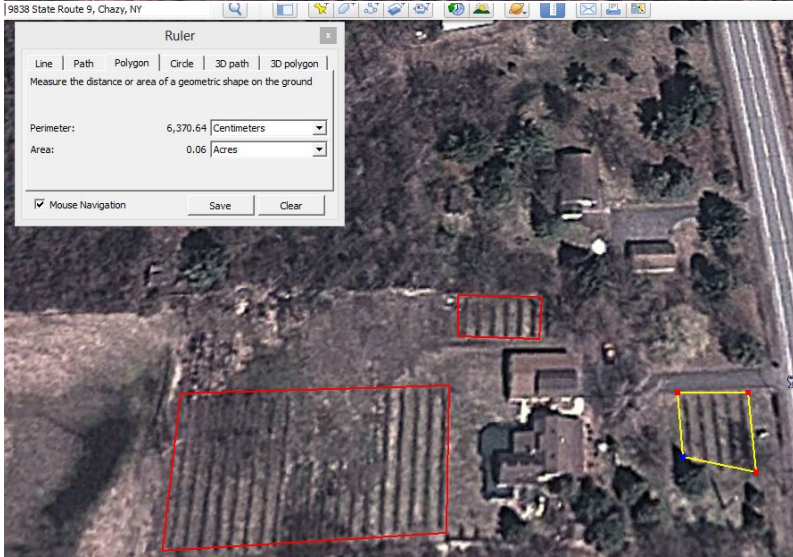 9838 State Route 9, Chazy, NY
Ruler
x
Line Path Polygon Circle 3D path 3D polygon
Measure the distance or area of a geometric shape on the ground
Perimeter: 6,370.64 Centimeters
Area: 0.06 Acres
Mouse Navigation Save Clear